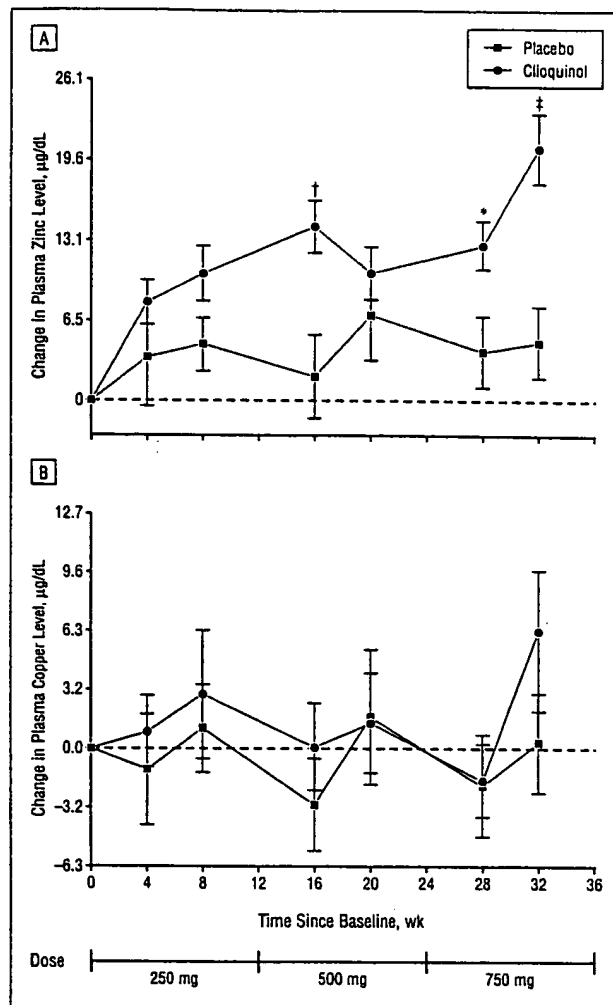 A
Placebo
Clioquinol
Change In Plasma Zinc Level, µg/dL
26.1
19.6
13.1
6.5
0
†
*
‡
B
Change in Plasma Copper Level, µg/dL
12.7
9.6
6.3
3.2
0.0
−3.2
−6.3
0 4 8 12 16 20 24 28 32 36
Time Since Baseline, wk
Dose
250 mg 500 mg 750 mg